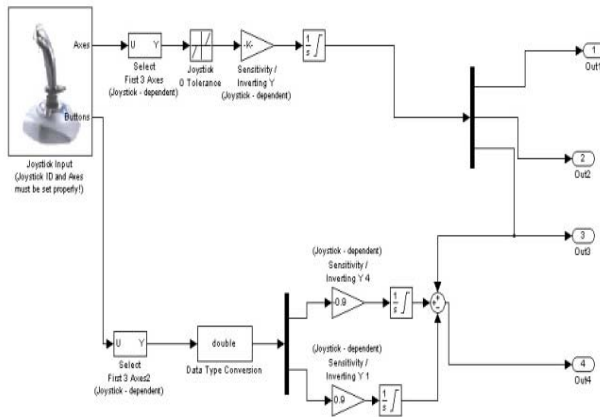 Axes
Buttons
Joystick Input
(Joystick ID and Axes
must be set properly!)
U Y
Select
First 3 Axes
(Joystick - dependent)
Joystick
0 Tolerance
-K-
Sensitivity /
Inverting Y
(Joystick - dependent)
1
s
1
Out1
2
Out2
3
Out3
(Joystick - dependent)
Sensitivity /
Inverting Y 4
0.9
1
s
+
+
−
4
Out4
U Y
Select
First 3 Axes2
(Joystick - dependent)
double
Data Type Conversion
(Joystick - dependent)
Sensitivity /
Inverting Y 1
0.9
1
s